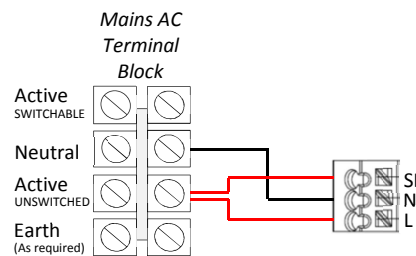 Mains AC
Terminal
Block
Active
SWITCHABLE
Neutral
Active
UNSWITCHED
Earth
(As required)
N
L